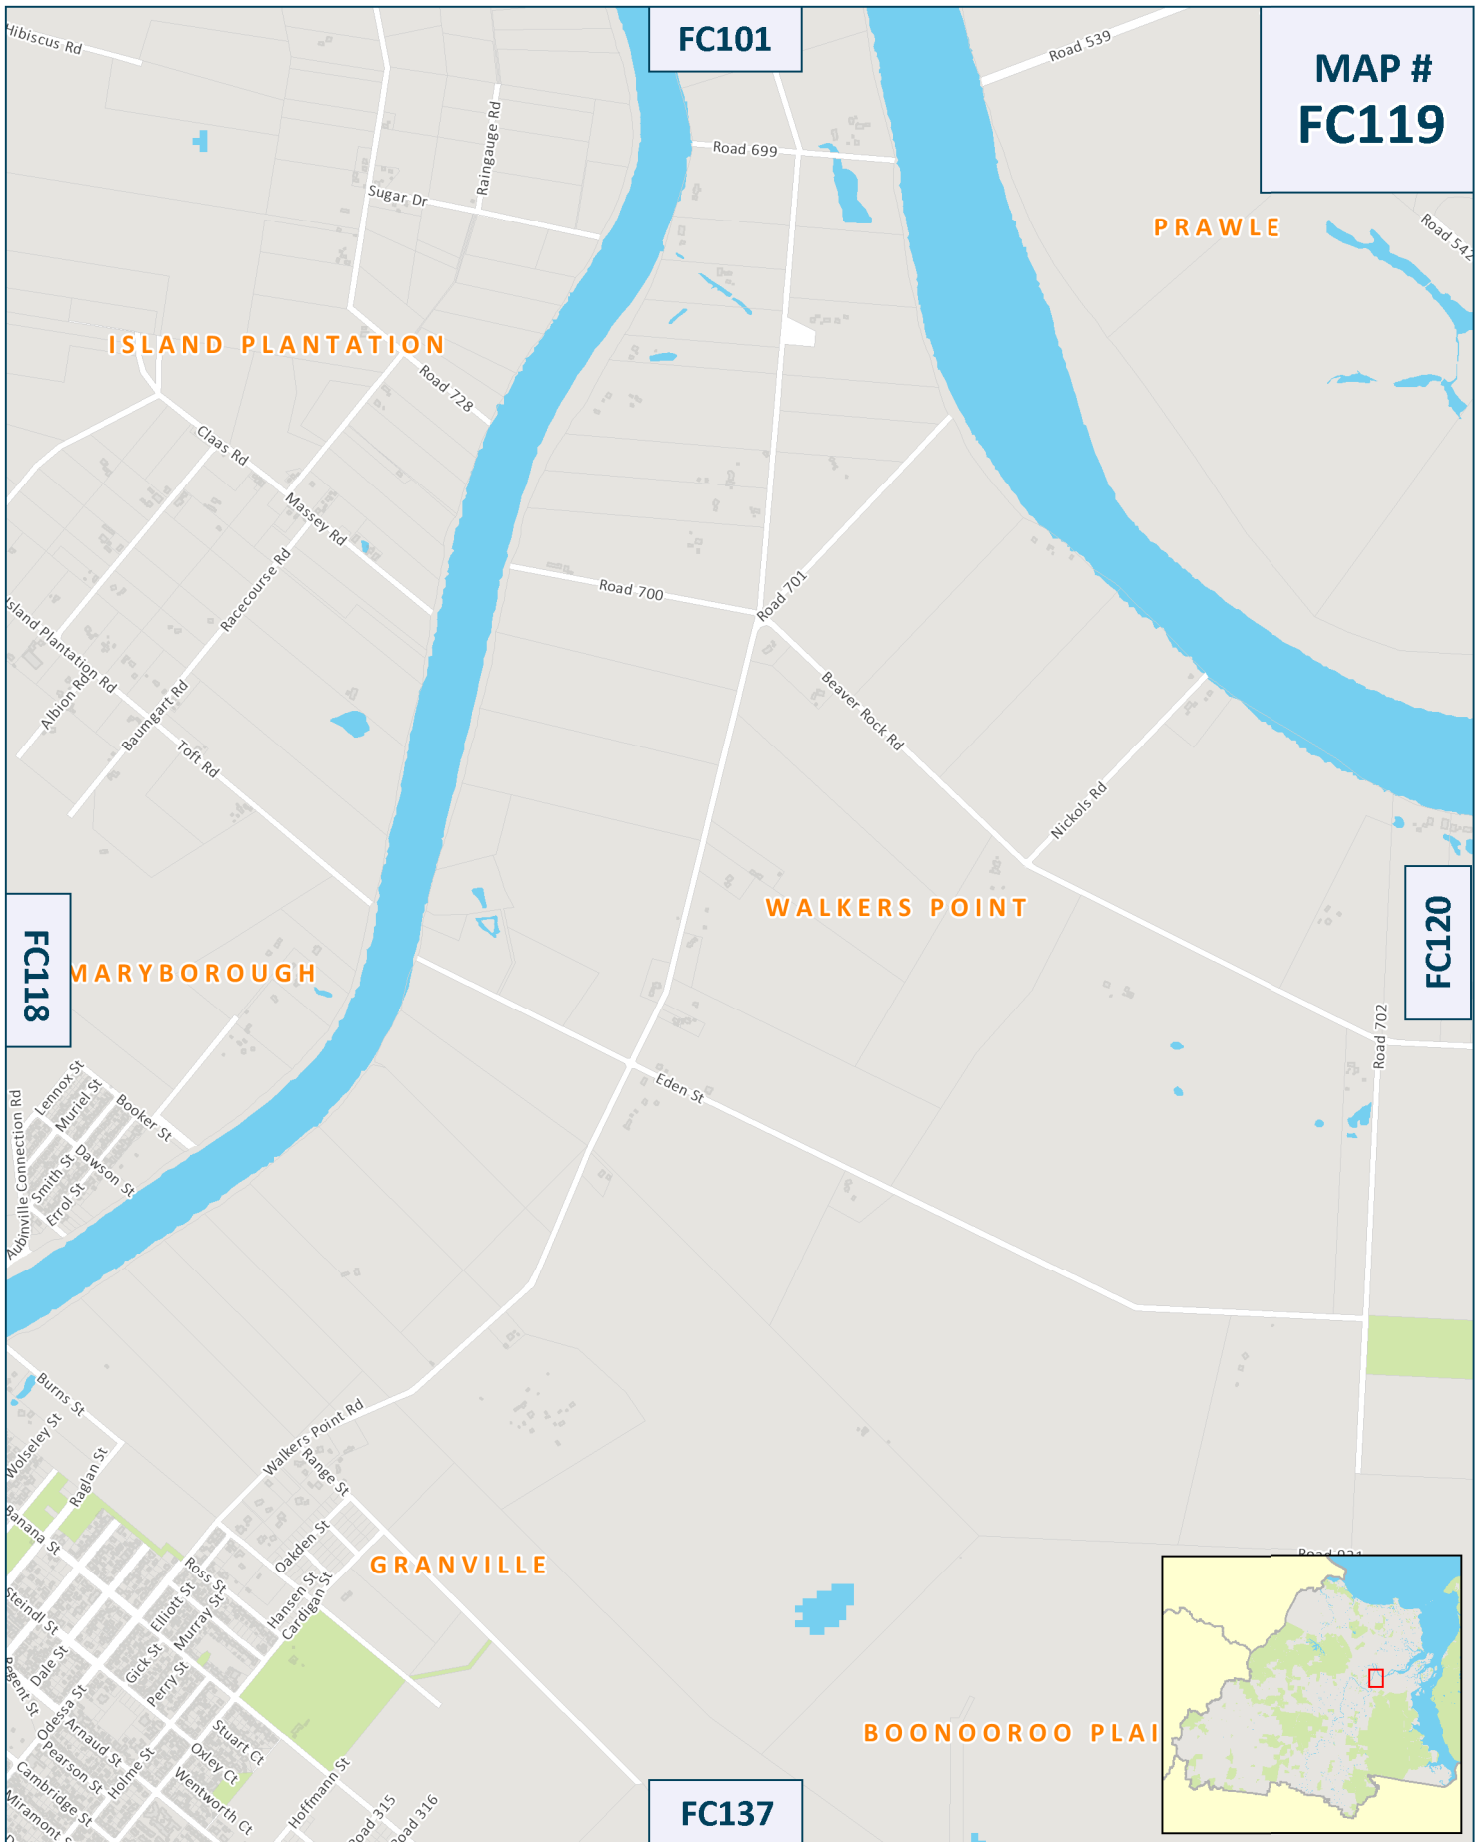 FC101
MAP #
FC119
Hibiscus Rd
Road 539
Raingauge Rd
Road 699
Sugar Dr
PRAWLE
Road 542
ISLAND PLANTATION
Road 728
Claas Rd
Massey Rd
Racecourse Rd
Road 700
Road 701
Island Plantation Rd
Albion Rd
Baumgart Rd
Toft Rd
Beaver Rock Rd
Nickols Rd
WALKERS POINT
FC118
FC120
MARYBOROUGH
Road 702
Lennox St
Muriel St
Booker St
Eden St
Aubinville Connection Rd
Smith St
Dawson St
Errol St
Burns St
Wolseley St
Raglan St
Walkers Point Rd
Range St
Banana St
Oakden St
GRANVILLE
Ross St
Elliott St
Murray St
Hansen St
Cardigan St
Steindl St
Dale St
Gick St
Perry St
Regent St
Odessa St
Arnaud St
Pearson St
Holme St
Stuart Ct
Oxley Ct
Wentworth Ct
Cambridge St
Miramont S
Hoffmann St
Road 315
Road 316
BOONOOROO PLAI
FC137